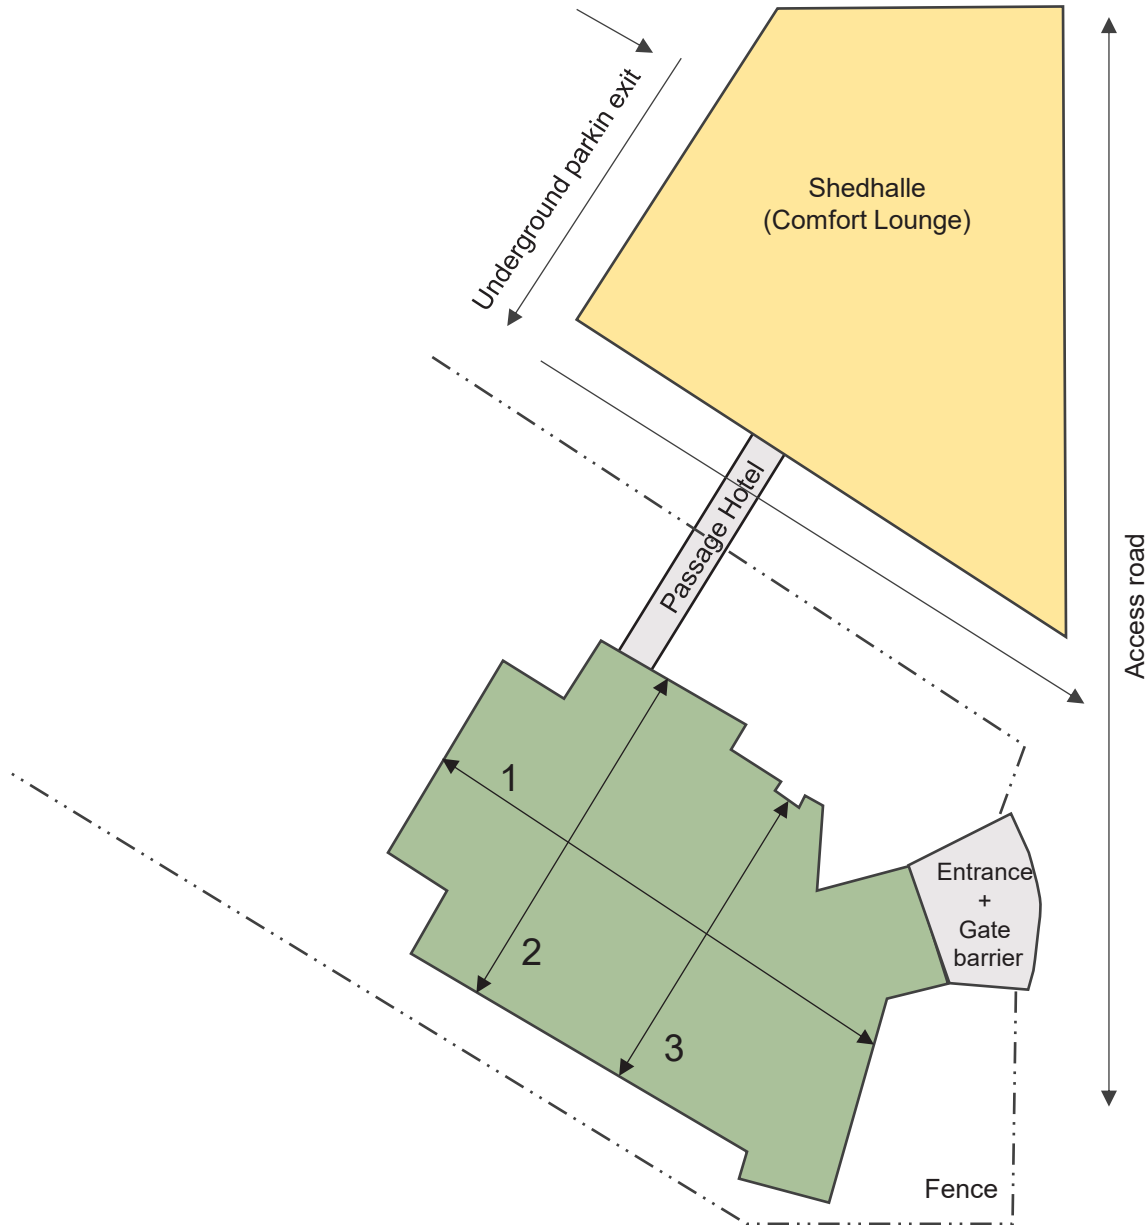 Underground parkin exit
Shedhalle
(Comfort Lounge)
Passage Hotel
Access road
1
Entrance
+
Gate
barrier
2
3
Fence